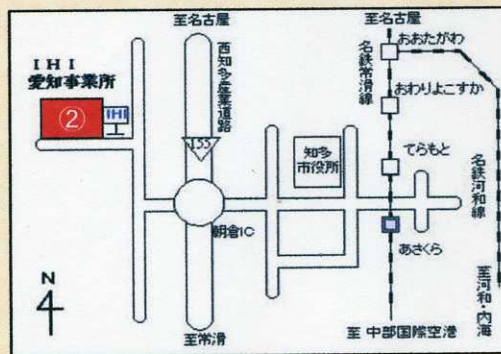 至名古屋
至名古屋
IHI
愛知事業所
②
IHI
西知多産業道路
155
名鉄常滑線
おおたがわ
おわりよこすか
知多
市役所
てらもと
名鉄河和線
朝倉IC
あさくら
N
至常滑
至 中部国際空港
至河和・内海